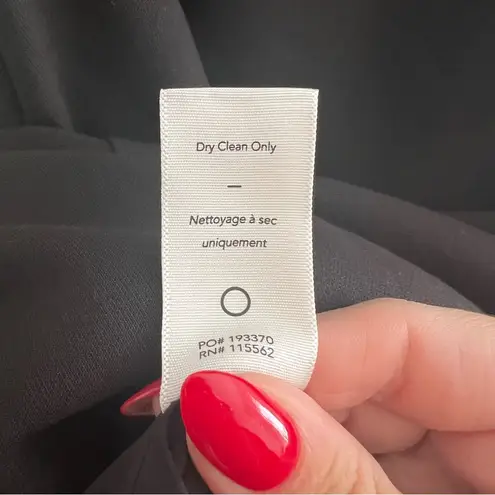 Dry Clean Only
—
Nettoyage à sec
uniquement
PO# 193370
RN# 115562